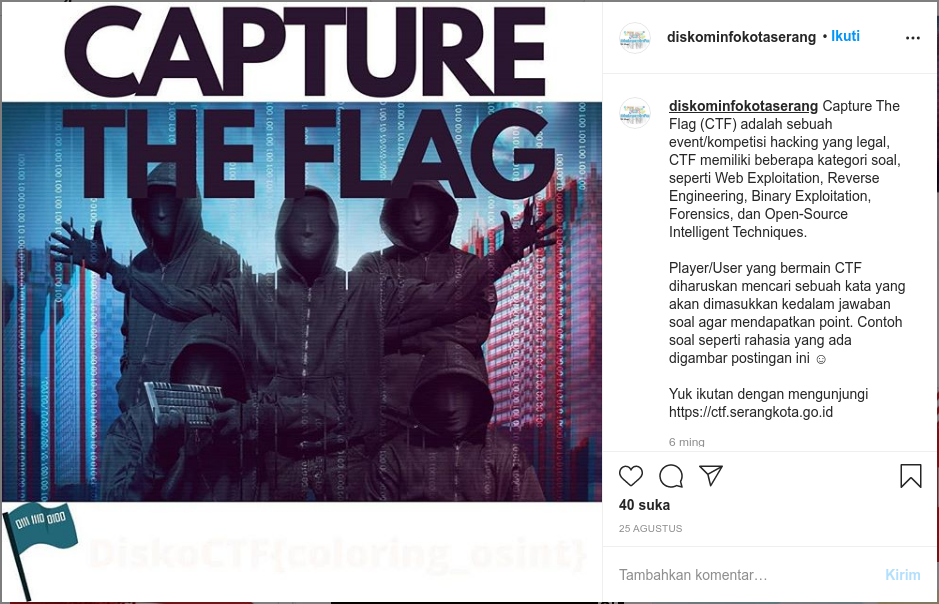 CAPTURE
THE FLAG
0111 1110 0100
DiskoCTF{coloring_osint}
diskominfokotaserang • Ikuti
diskominfokotaserang Capture The
Flag (CTF) adalah sebuah
event/kompetisi hacking yang legal,
CTF memiliki beberapa kategori soal,
seperti Web Exploitation, Reverse
Engineering, Binary Exploitation,
Forensics, dan Open-Source
Intelligent Techniques.
Player/User yang bermain CTF
diharuskan mencari sebuah kata yang
akan dimasukkan kedalam jawaban
soal agar mendapatkan point. Contoh
soal seperti rahasia yang ada
digambar postingan ini ☺
Yuk ikutan dengan mengunjungi
https://ctf.serangkota.go.id
6 ming
40 suka
25 AGUSTUS
Tambahkan komentar…
Kirim